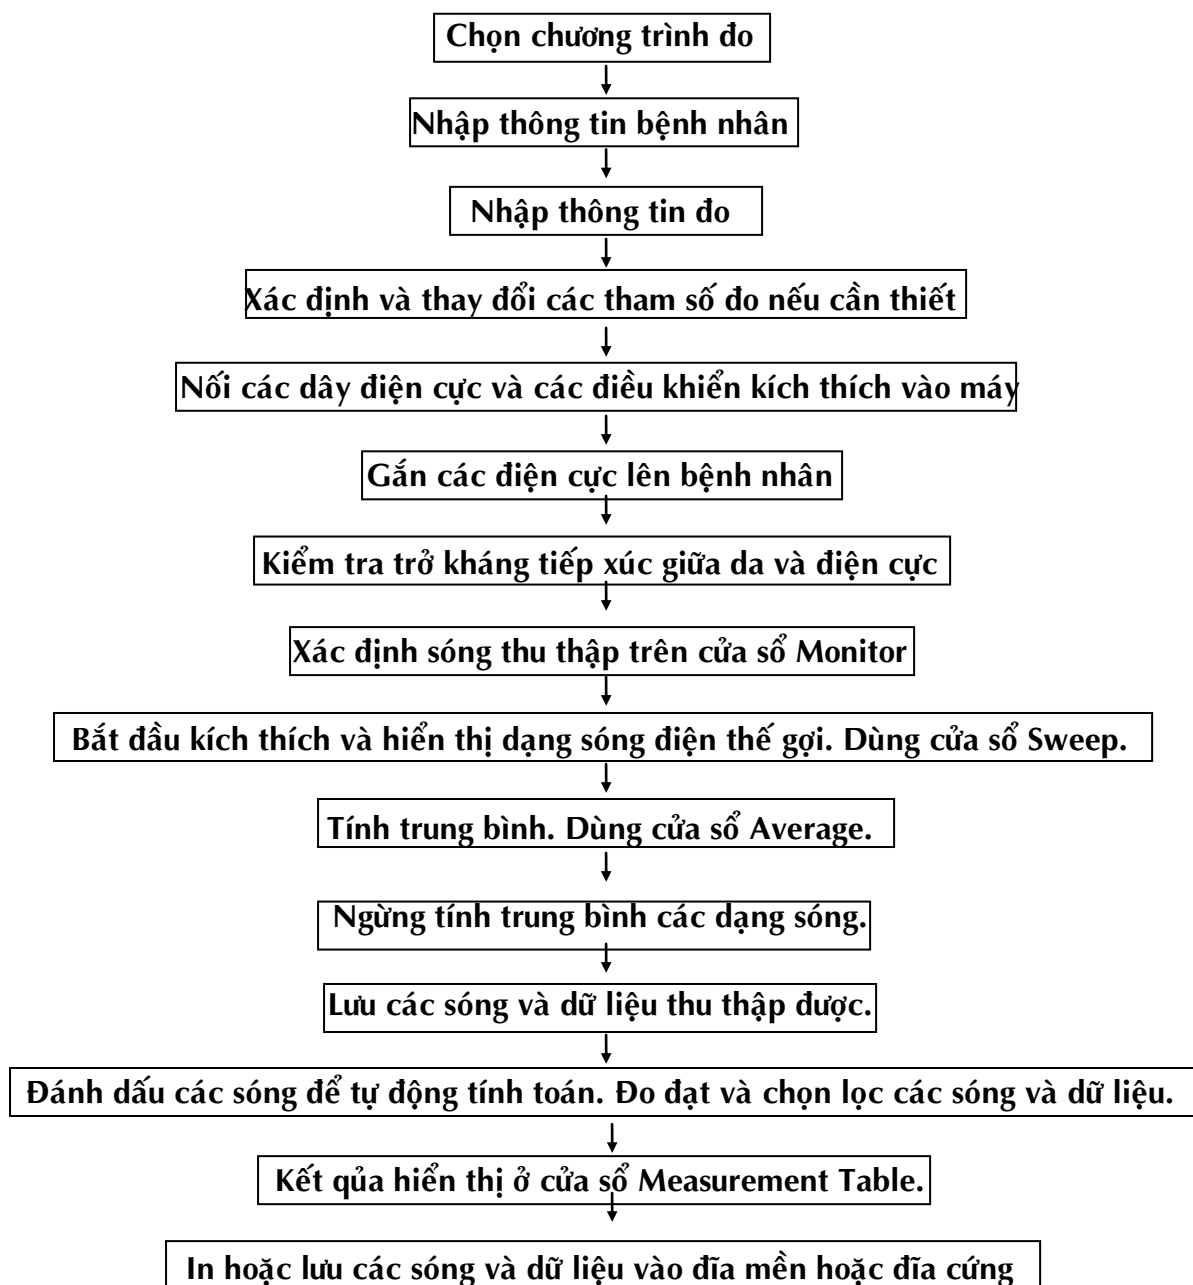 Chọn chương trình đo
Nhập thông tin bệnh nhân
Nhập thông tin đo
Xác định và thay đổi các tham số đo nếu cần thiết
Nối các dây điện cực và các điều khiển kích thích vào máy
Gắn các điện cực lên bệnh nhân
Kiểm tra trở kháng tiếp xúc giữa da và điện cực
Xác định sóng thu thập trên cửa sổ Monitor
Bắt đầu kích thích và hiển thị dạng sóng điện thế gợi. Dùng cửa sổ Sweep.
Tính trung bình. Dùng cửa sổ Average.
Ngừng tính trung bình các dạng sóng.
Lưu các sóng và dữ liệu thu thập được.
Đánh dấu các sóng để tự động tính toán. Đo đạt và chọn lọc các sóng và dữ liệu.
Kết qủa hiển thị ở cửa sổ Measurement Table.
In hoặc lưu các sóng và dữ liệu vào đĩa mền hoặc đĩa cứng